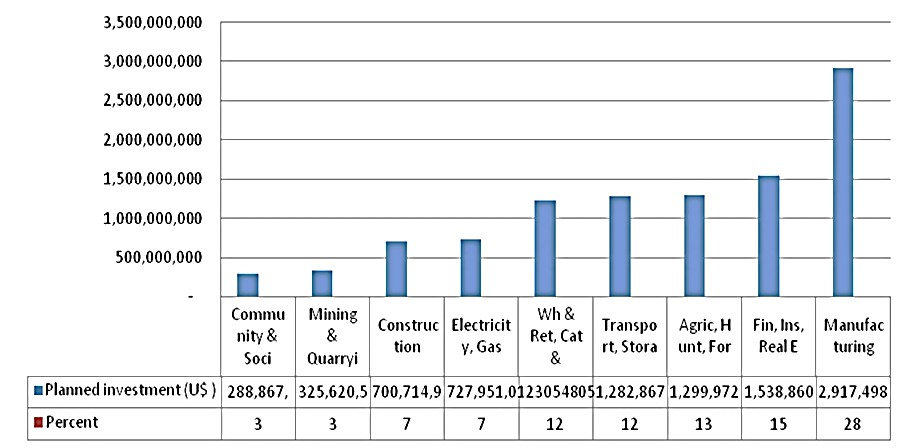 3,500,000,000
3,000,000,000
2,500,000,000
2,000,000,000
1,500,000,000
1,000,000,000
500,000,000
-
Commu
nity &
Soci
Mining
&
Quarryi
Construc
tion
Electricit
y, Gas
Wh &
Ret, Cat
&
Transpo
rt, Stora
Agric, H
unt, For
Fin, Ins,
Real E
Manufac
turing
Planned investment (U$ ) 288,867, 325,620,5 700,714,9 727,951,0 123054805 1,282,867 1,299,972 1,538,860 2,917,498
Percent 3 3 7 7 12 12 13 15 28